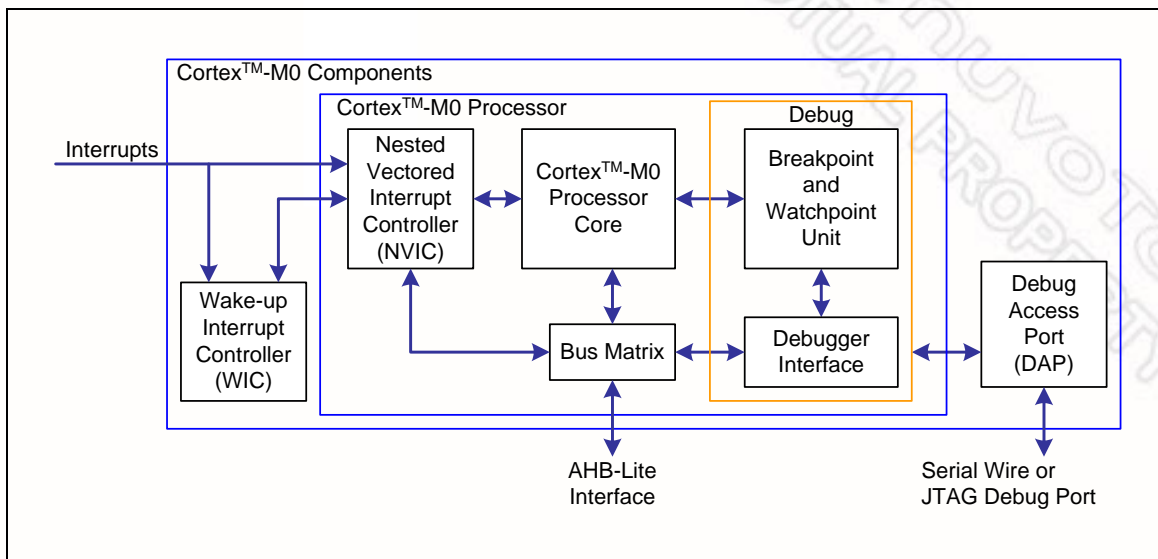 Cortex™-M0 Components
Cortex™-M0 Processor
Debug
Interrupts
Nested
Vectored
Interrupt
Controller
(NVIC)
Cortex™-M0
Processor
Core
Breakpoint
and
Watchpoint
Unit
Wake-up
Interrupt
Controller
(WIC)
Bus Matrix
Debugger
Interface
Debug
Access
Port
(DAP)
AHB-Lite
Interface
Serial Wire or
JTAG Debug Port
nuvoTon
PROPERTY